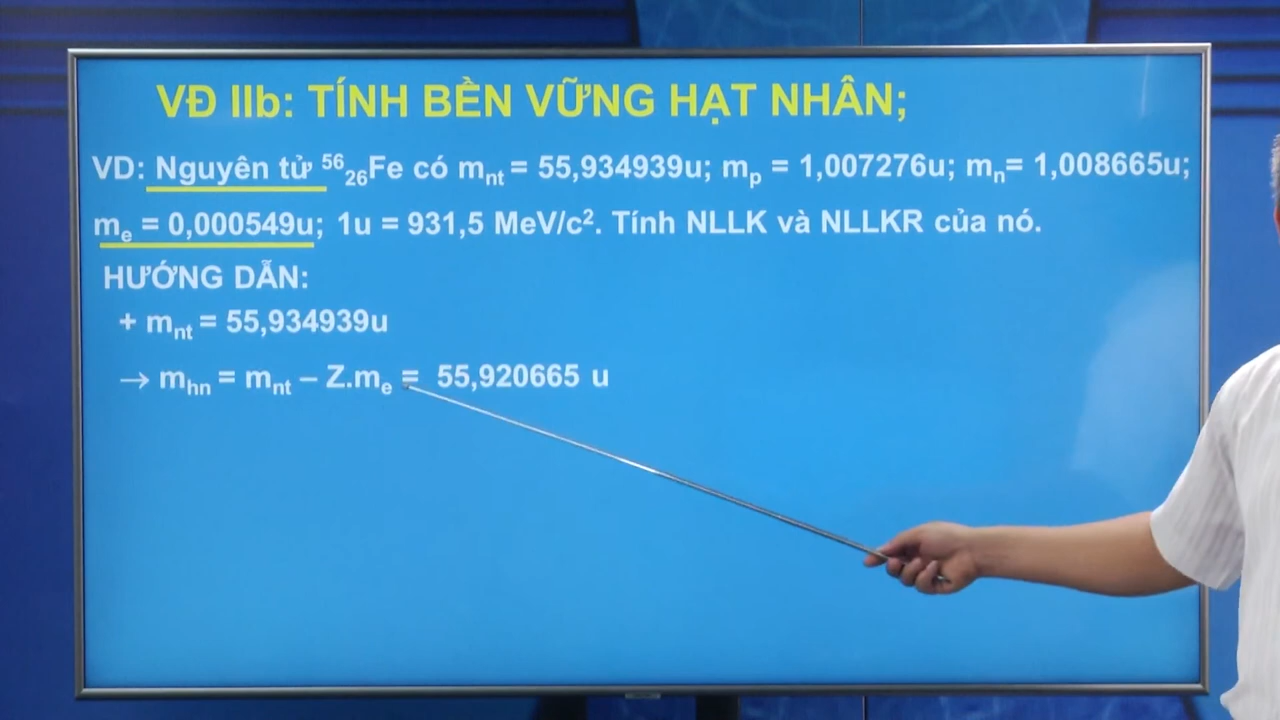 VĐ IIb: TÍNH BỀN VỮNG HẠT NHÂN;
VD: Nguyên tử ⁵⁶₂₆Fe có mₙₜ = 55,934939u; mₚ = 1,007276u; mₙ= 1,008665u;
mₑ = 0,000549u; 1u = 931,5 MeV/c². Tính NLLK và NLLKR của nó.
HƯỚNG DẪN:
+ mₙₜ = 55,934939u
→ mₕₙ = mₙₜ – Z.mₑ = 55,920665 u